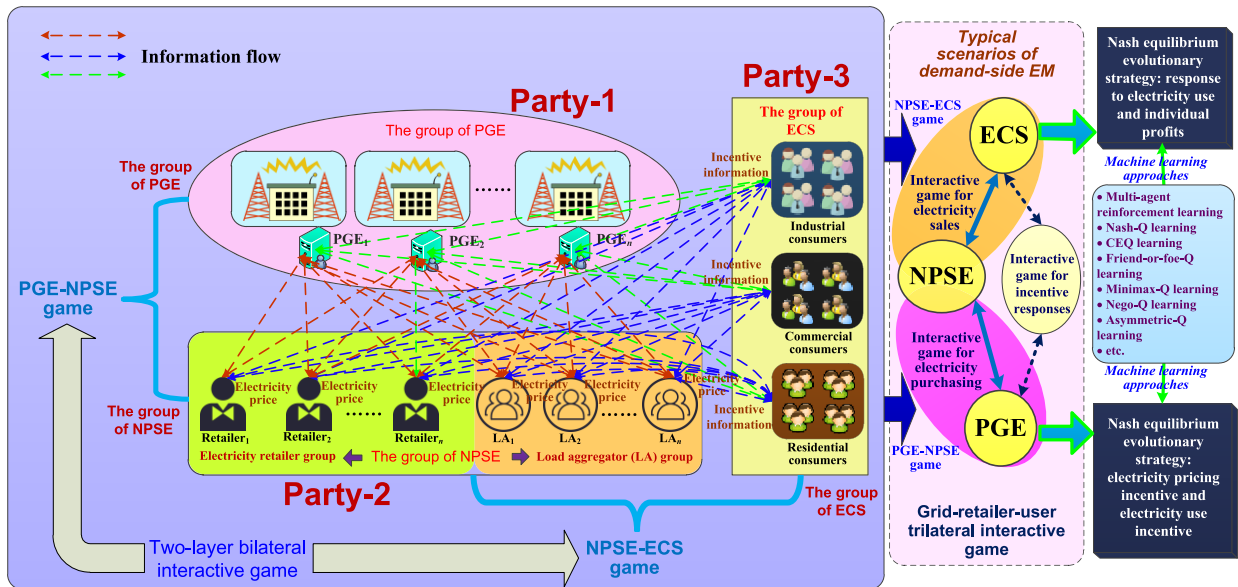 Information flow
Party-1
The group of PGE
The group
of PGE
......
PGE1
PGE2
PGEn
PGE-NPSE
game
Party-3
The group of
ECS
Incentive
information
Industrial
consumers
Incentive
information
Commercial
consumers
Incentive
information
Residential
consumers
The group
of NPSE
Electricity
price
Electricity
price
Electricity
price
Electricity
price
Electricity
price
Electricity
price
Retailer1
Retailer2
......
Retailern
LA1
LA2
......
LAn
Electricity retailer group
The group of NPSE
Load aggregator (LA) group
Party-2
The group
of ECS
Two-layer bilateral
interactive game
NPSE-ECS
game
Typical
scenarios of
demand-side EM
NPSE-ECS
game
ECS
Interactive
game for
electricity
sales
NPSE
Interactive
game for
incentive
responses
Interactive
game for
electricity
purchasing
PGE
PGE-NPSE
game
Grid-retailer-user
trilateral interactive
game
Nash equilibrium
evolutionary
strategy: response
to electricity use
and individual
profits
Machine learning
approaches
• Multi-agent
reinforcement learning
• Nash-Q learning
• CEQ learning
• Friend-or-foe-Q
learning
• Minimax-Q learning
• Nego-Q learning
• Asymmetric-Q
learning
• etc.
Machine learning
approaches
Nash equilibrium
evolutionary
strategy:
electricity pricing
incentive and
electricity use
incentive